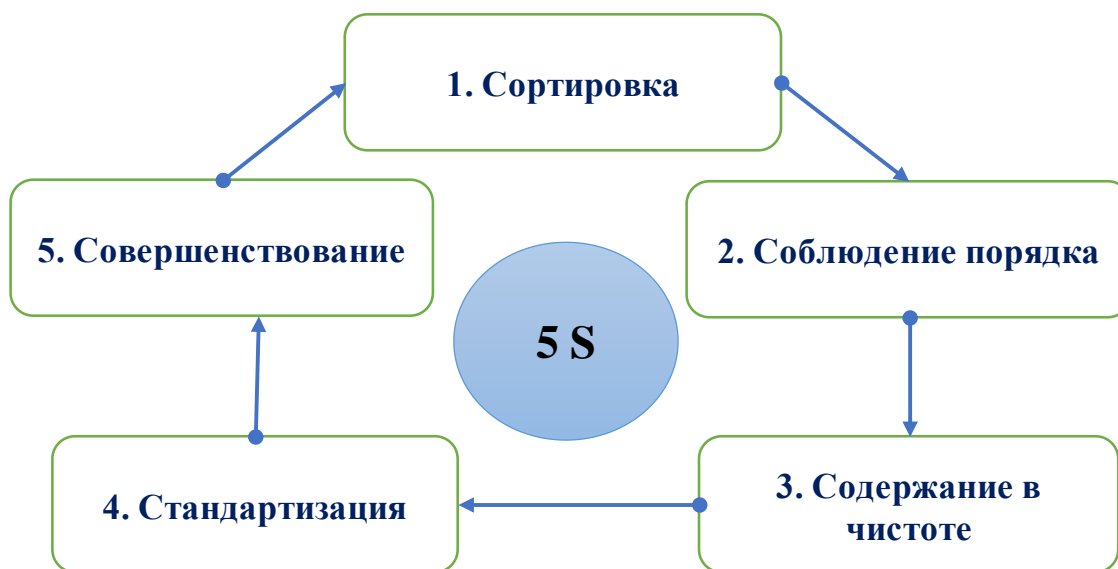 1. Сортировка
2. Соблюдение порядка
3. Содержание в
чистоте
4. Стандартизация
5. Совершенствование
5 S